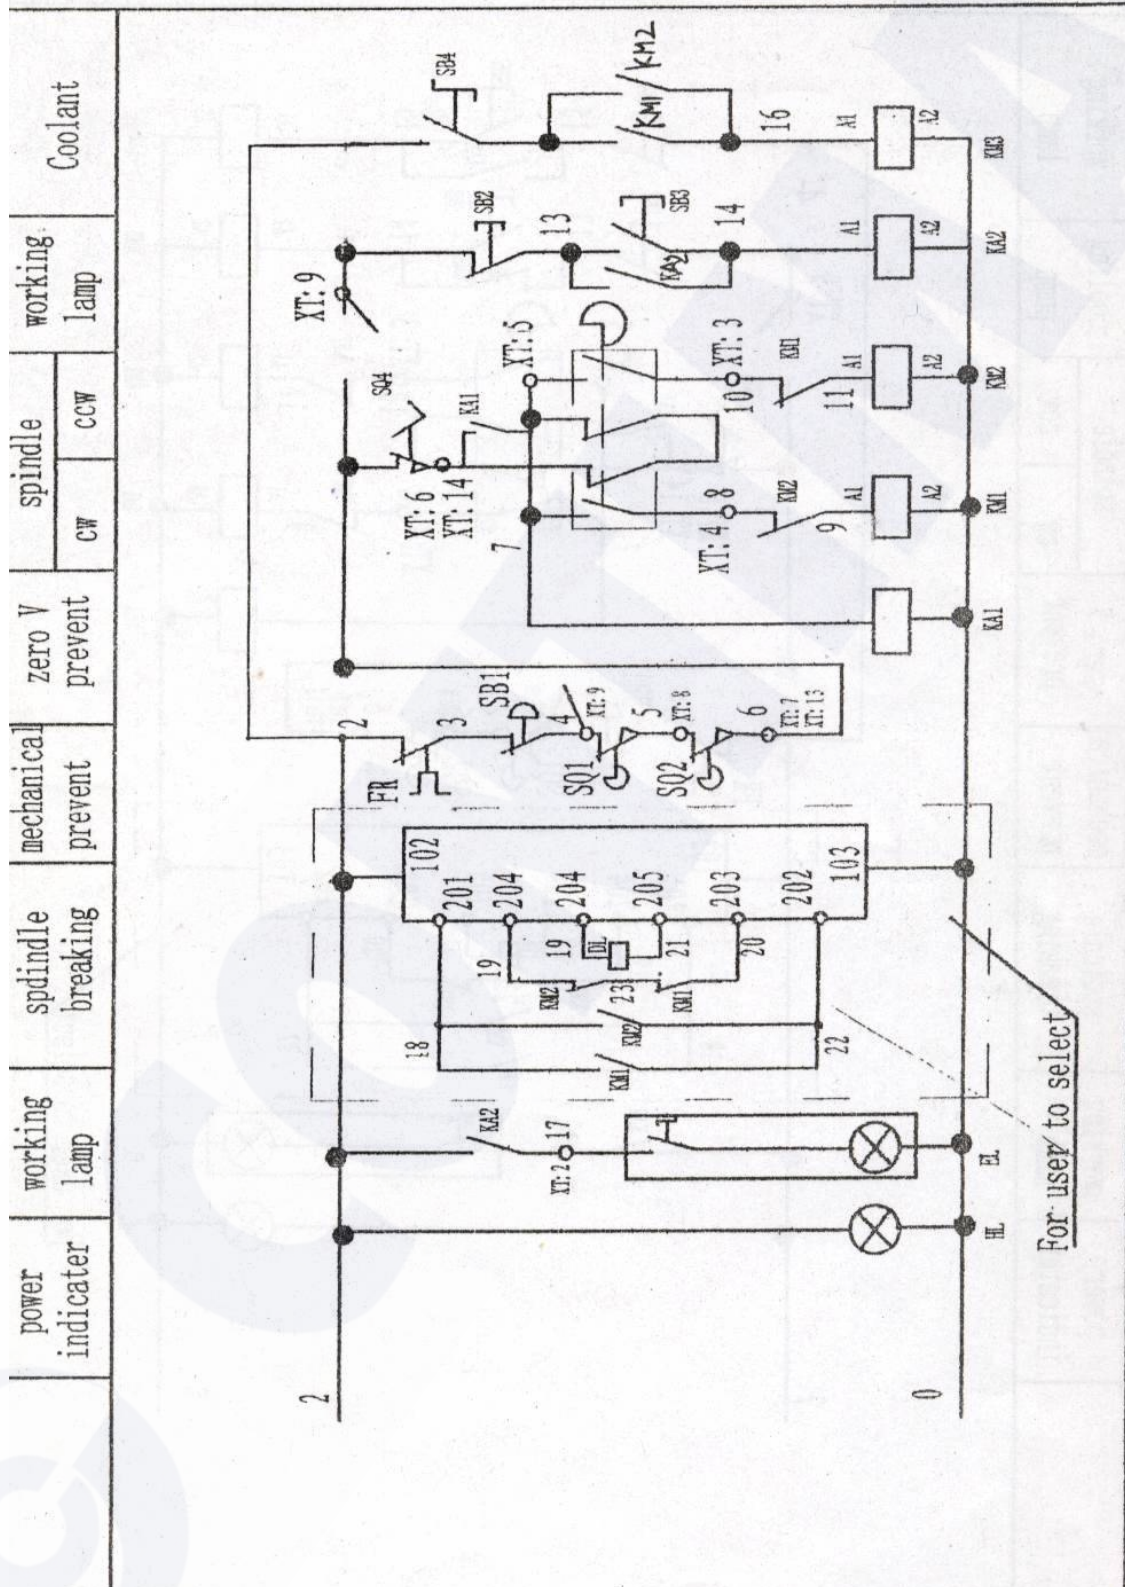 power
indicater
working
lamp
spdindle
breaking
mechanical
prevent
zero V
prevent
spindle
cw
ccw
working
lamp
Coolant
2
0
HL
KA2
XT: 2
17
EL
For user to select
18
KM1
KM2
22
19
KM2
23
KM1
20
19
DL
21
102
201
204
204
205
203
202
103
2
FR
3
SB1
4
XT: 9
SQ1
5
XT: 8
SQ2
6
XT: 7
XT: 13
KA1
7
XT: 6
XT: 14
SQ4
KA1
XT: 4
8
KM2
9
A1
A2
KM1
XT: 5
10
XT: 3
KM1
11
A1
A2
KM2
XT: 9
SB2
13
KA2
SB3
14
A1
A2
KA2
SB4
KM1
KM2
16
A1
A2
KM3